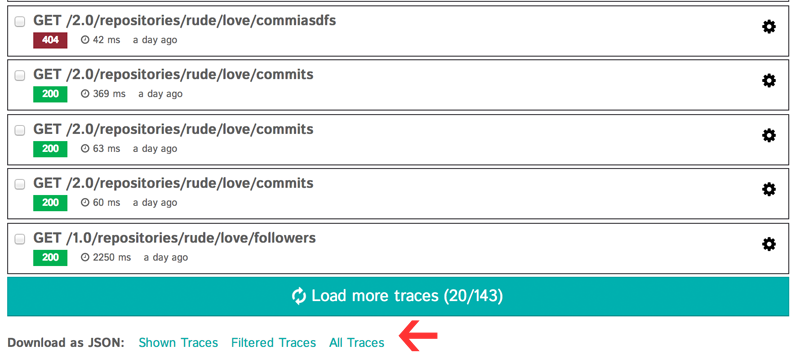 GET /2.0/repositories/rude/love/commiasdfs
404 42 ms a day ago
GET /2.0/repositories/rude/love/commits
200 369 ms a day ago
GET /2.0/repositories/rude/love/commits
200 63 ms a day ago
GET /2.0/repositories/rude/love/commits
200 60 ms a day ago
GET /1.0/repositories/rude/love/followers
200 2250 ms a day ago
Load more traces (20/143)
Download as JSON: Shown Traces Filtered Traces All Traces